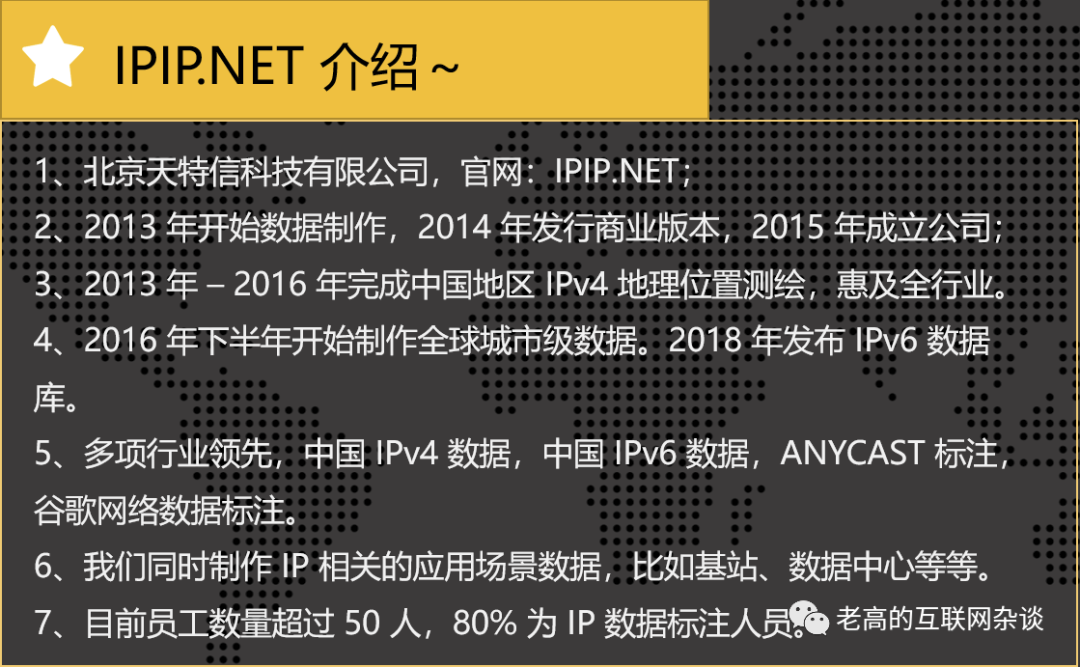 IPIP.NET 介绍~
1、北京天特信科技有限公司，官网：IPIP.NET；
2、2013 年开始数据制作，2014 年发行商业版本，2015 年成立公司；
3、2013 年 – 2016 年完成中国地区 IPv4 地理位置测绘，惠及全行业。
4、2016 年下半年开始制作全球城市级数据。2018 年发布 IPv6 数据
库。
5、多项行业领先，中国 IPv4 数据，中国 IPv6 数据，ANYCAST 标注，
谷歌网络数据标注。
6、我们同时制作 IP 相关的应用场景数据，比如基站、数据中心等等。
7、目前员工数量超过 50 人，80% 为 IP 数据标注人员。
老高的互联网杂谈